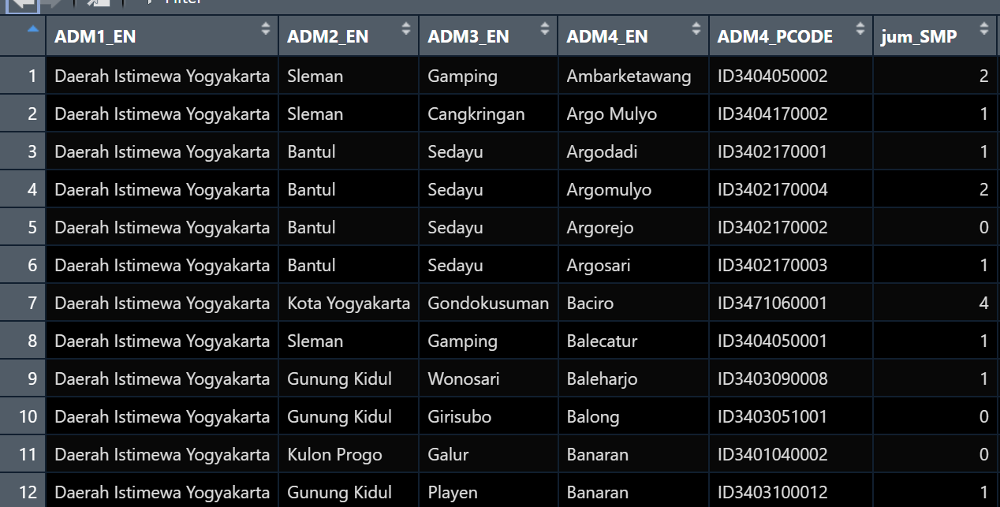 Filter
ADM1_EN ADM2_EN ADM3_EN ADM4_EN ADM4_PCODE jum_SMP
1 Daerah Istimewa Yogyakarta Sleman Gamping Ambarketawang ID3404050002 2
2 Daerah Istimewa Yogyakarta Sleman Cangkringan Argo Mulyo ID3404170002 1
3 Daerah Istimewa Yogyakarta Bantul Sedayu Argodadi ID3402170001 1
4 Daerah Istimewa Yogyakarta Bantul Sedayu Argomulyo ID3402170004 2
5 Daerah Istimewa Yogyakarta Bantul Sedayu Argorejo ID3402170002 0
6 Daerah Istimewa Yogyakarta Bantul Sedayu Argosari ID3402170003 1
7 Daerah Istimewa Yogyakarta Kota Yogyakarta Gondokusuman Baciro ID3471060001 4
8 Daerah Istimewa Yogyakarta Sleman Gamping Balecatur ID3404050001 1
9 Daerah Istimewa Yogyakarta Gunung Kidul Wonosari Baleharjo ID3403090008 1
10 Daerah Istimewa Yogyakarta Gunung Kidul Girisubo Balong ID3403051001 0
11 Daerah Istimewa Yogyakarta Kulon Progo Galur Banaran ID3401040002 0
12 Daerah Istimewa Yogyakarta Gunung Kidul Playen Banaran ID3403100012 1